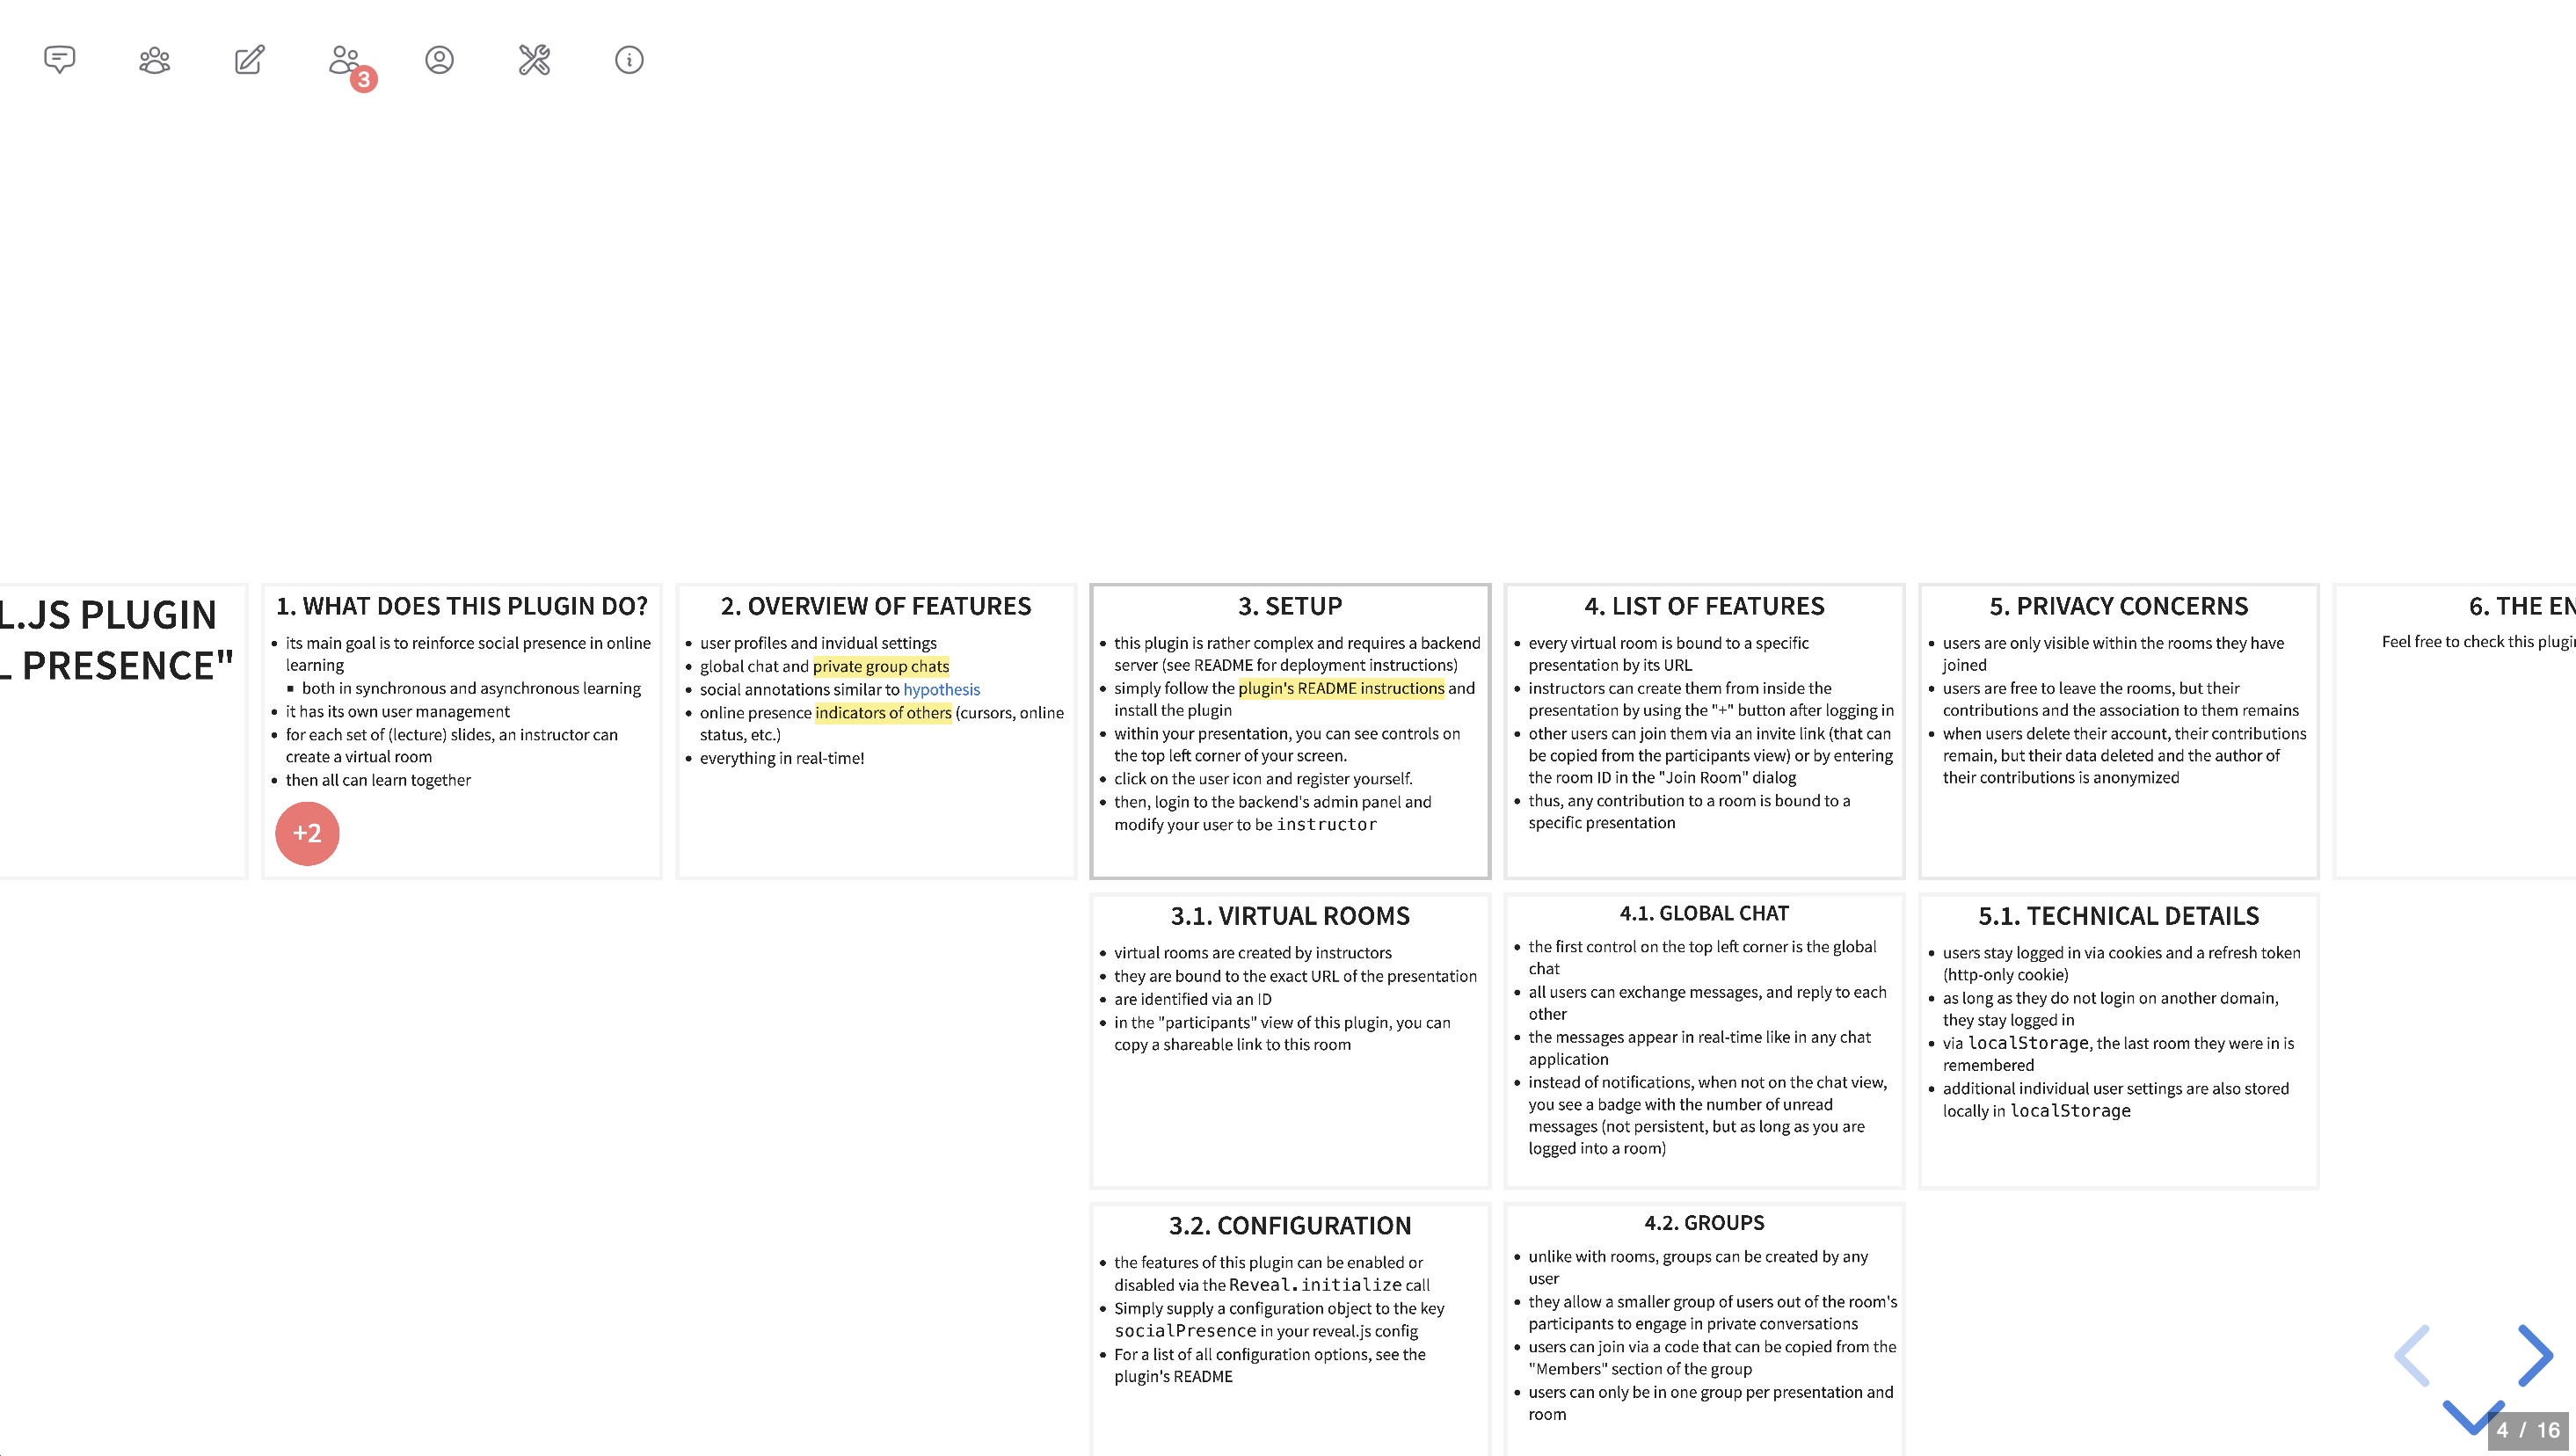 3
L.JS PLUGIN
L PRESENCE"
1. WHAT DOES THIS PLUGIN DO?
its main goal is to reinforce social presence in online
learning
both in synchronous and asynchronous learning
it has its own user management
for each set of (lecture) slides, an instructor can
create a virtual room
then all can learn together
+2
2. OVERVIEW OF FEATURES
user profiles and invidual settings
global chat and private group chats
social annotations similar to hypothesis
online presence indicators of others (cursors, online
status, etc.)
everything in real-time!
3. SETUP
this plugin is rather complex and requires a backend
server (see README for deployment instructions)
simply follow the plugin's README instructions and
install the plugin
within your presentation, you can see controls on
the top left corner of your screen.
click on the user icon and register yourself.
then, login to the backend's admin panel and
modify your user to be instructor
4. LIST OF FEATURES
every virtual room is bound to a specific
presentation by its URL
instructors can create them from inside the
presentation by using the "+" button after logging in
other users can join them via an invite link (that can
be copied from the participants view) or by entering
the room ID in the "Join Room" dialog
thus, any contribution to a room is bound to a
specific presentation
5. PRIVACY CONCERNS
users are only visible within the rooms they have
joined
users are free to leave the rooms, but their
contributions and the association to them remains
when users delete their account, their contributions
remain, but their data deleted and the author of
their contributions is anonymized
6. THE EN
Feel free to check this plugi
3.1. VIRTUAL ROOMS
virtual rooms are created by instructors
they are bound to the exact URL of the presentation
are identified via an ID
in the "participants" view of this plugin, you can
copy a shareable link to this room
4.1. GLOBAL CHAT
the first control on the top left corner is the global
chat
all users can exchange messages, and reply to each
other
the messages appear in real-time like in any chat
application
instead of notifications, when not on the chat view,
you see a badge with the number of unread
messages (not persistent, but as long as you are
logged into a room)
5.1. TECHNICAL DETAILS
users stay logged in via cookies and a refresh token
(http-only cookie)
as long as they do not login on another domain,
they stay logged in
via localStorage, the last room they were in is
remembered
additional individual user settings are also stored
locally in localStorage
3.2. CONFIGURATION
the features of this plugin can be enabled or
disabled via the Reveal.initialize call
Simply supply a configuration object to the key
socialPresence in your reveal.js config
For a list of all configuration options, see the
plugin's README
4.2. GROUPS
unlike with rooms, groups can be created by any
user
they allow a smaller group of users out of the room's
participants to engage in private conversations
users can join via a code that can be copied from the
"Members" section of the group
users can only be in one group per presentation and
room
4 / 16